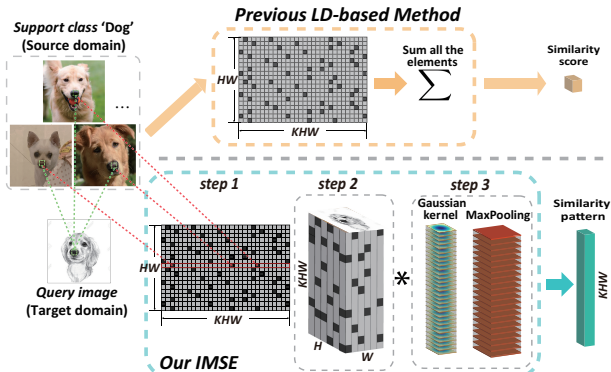 Previous LD-based Method
Support class 'Dog'
(Source domain)
...
HW
KHW
Sum all the
elements
∑
Similarity
score
step 1
step 2
step 3
Gaussian
kernel
MaxPooling
Similarity
pattern
HW
KHW
KHW
H
W
*
KHW
Query image
(Target domain)
Our IMSE